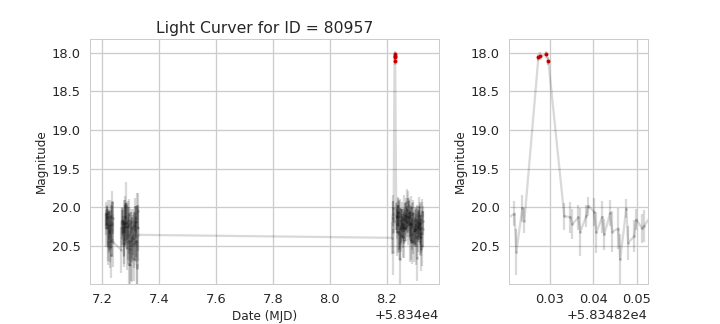 Light Curver for ID = 80957
18.0
18.5
19.0
19.5
20.0
20.5
Magnitude
7.2 7.4 7.6 7.8 8.0 8.2
Date (MJD)
+5.834e4
18.0
18.5
19.0
19.5
20.0
20.5
Magnitude
0.03 0.04 0.05
+5.83482e4